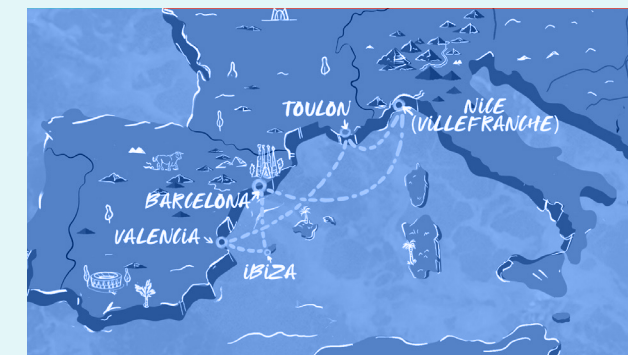 TOULON
NICE
(VILLEFRANCHE)
BARCELONA
VALENCIA
IBIZA